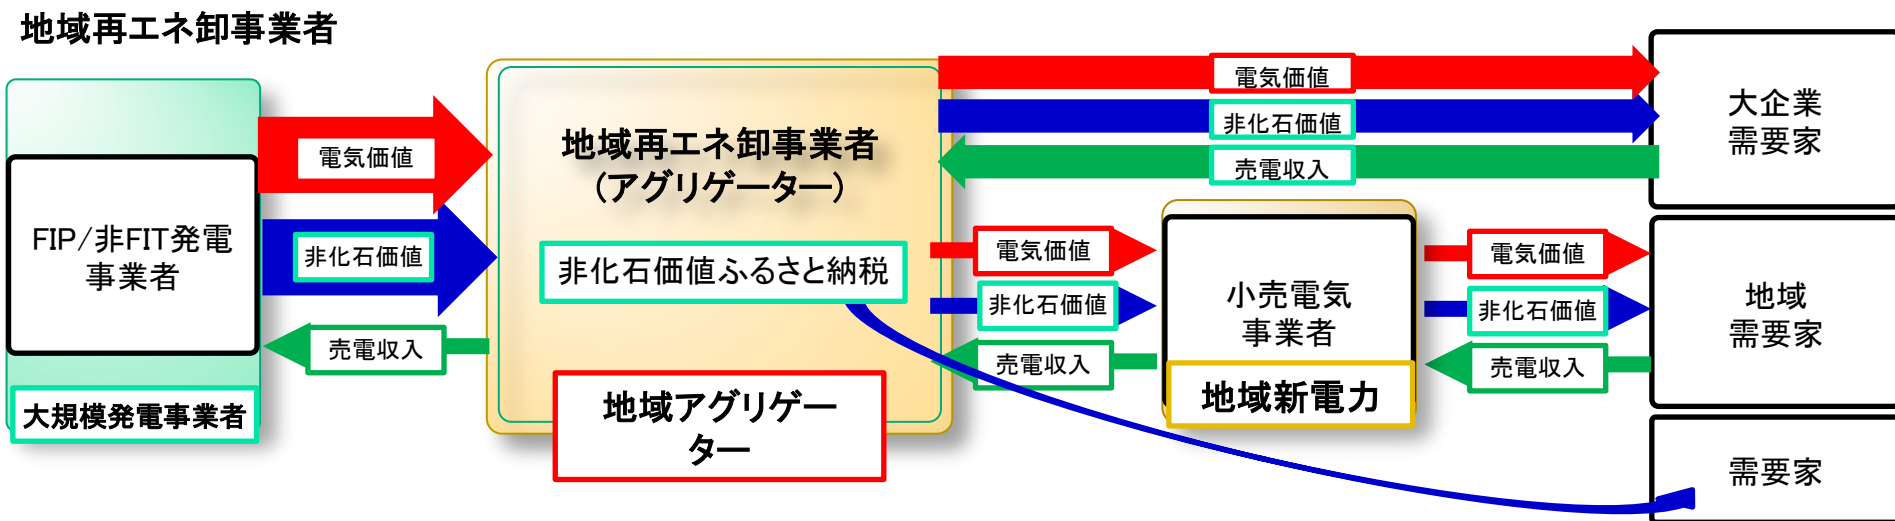 地域再エネ卸事業者
FIP/非FIT発電
事業者
大規模発電事業者
電気価値
非化石価値
売電収入
地域再エネ卸事業者
(アグリゲーター)
非化石価値ふるさと納税
地域アグリゲー
ター
電気価値
非化石価値
売電収入
電気価値
非化石価値
売電収入
小売電気
事業者
地域新電力
電気価値
非化石価値
売電収入
大企業
需要家
地域
需要家
需要家